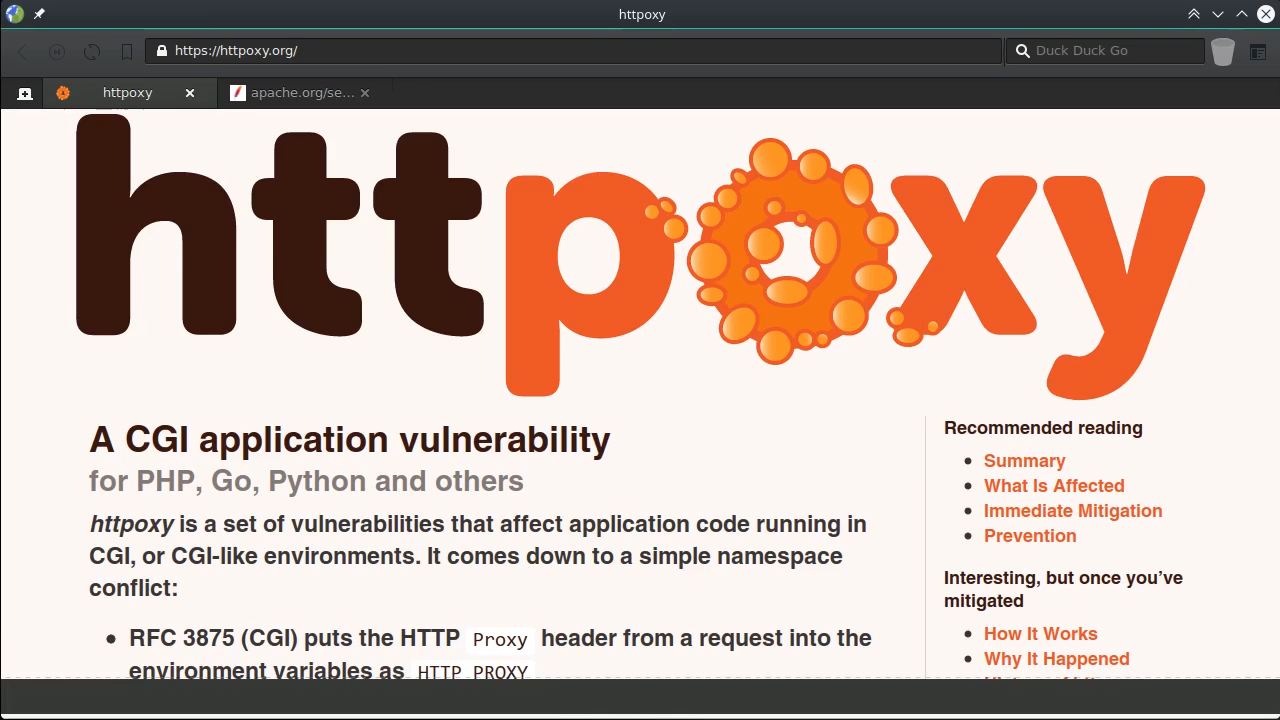 httpoxy
https://httpoxy.org/
Duck Duck Go
httpoxy
apache.org/se...
httpoxy
A CGI application vulnerability
for PHP, Go, Python and others
httpoxy is a set of vulnerabilities that affect application code running in
CGI, or CGI-like environments. It comes down to a simple namespace
conflict:
RFC 3875 (CGI) puts the HTTP Proxy header from a request into the
environment variables as HTTP_PROXY
Recommended reading
Summary
What Is Affected
Immediate Mitigation
Prevention
Interesting, but once you’ve
mitigated
How It Works
Why It Happened